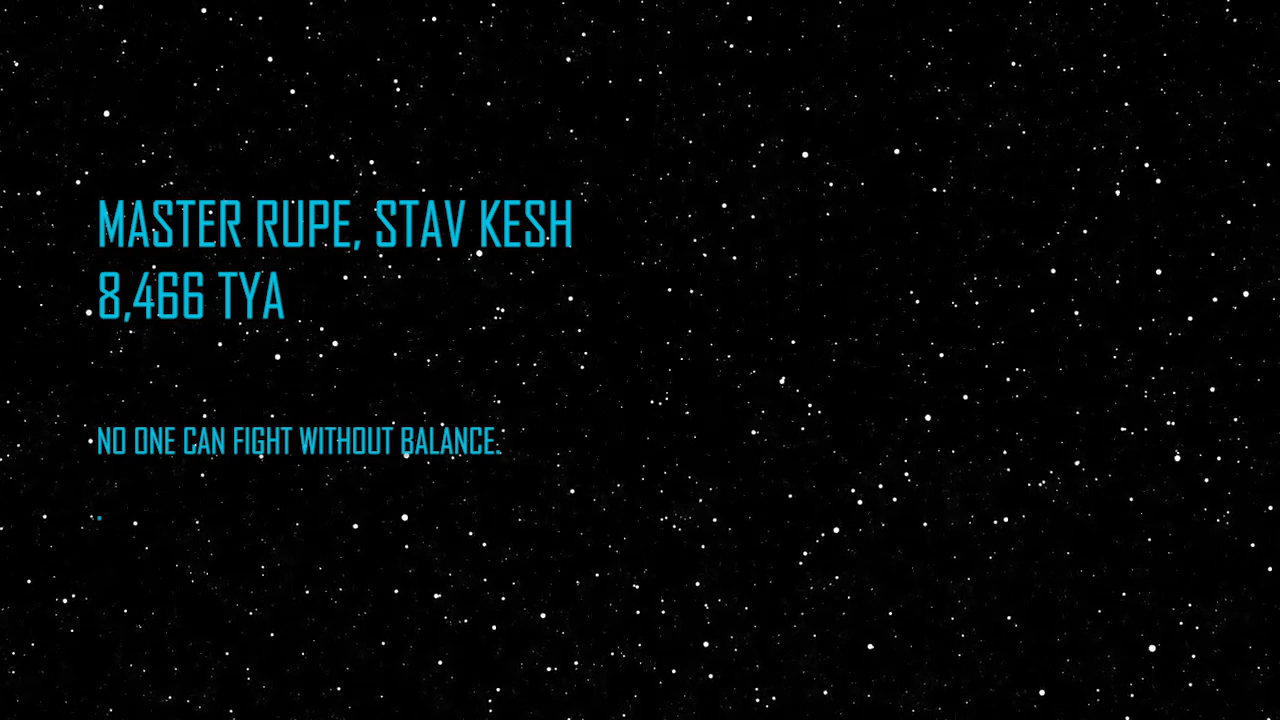 MASTER RUPE, STAV KESH
8,466 TYA
NO ONE CAN FIGHT WITHOUT BALANCE.
.